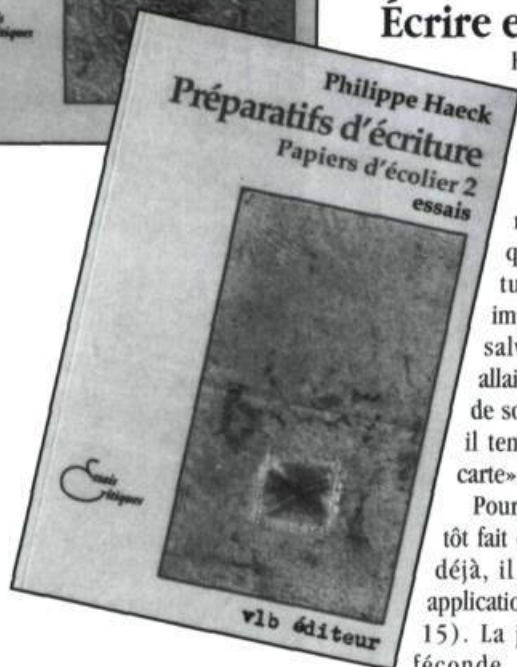 Écrire e
Philippe Haeck
Préparatifs d'écriture
Papiers d'écolier 2
essais
Essais
Critiques
vlb éditeur
q
tu
im
salv
allai
de so
il ten
carte»
Pour
tôt fait
déjà, il
applicatio
15). La j
féconde